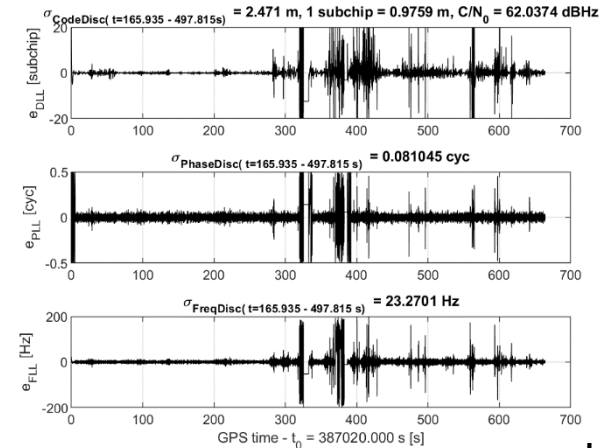 σCodeDisc( t=165.935 - 497.815s) = 2.471 m, 1 subchip = 0.9759 m, C/N0 = 62.0374 dBHz
20
0
-20
eDLL [subchip]
0 100 200 300 400 500 600 700
σPhaseDisc( t=165.935 - 497.815 s) = 0.081045 cyc
0.5
0
-0.5
ePLL [cyc]
0 100 200 300 400 500 600 700
σFreqDisc( t=165.935 - 497.815 s) = 23.2701 Hz
200
0
-200
eFLL [Hz]
0 100 200 300 400 500 600 700
GPS time - t0 = 387020.000 s [s]